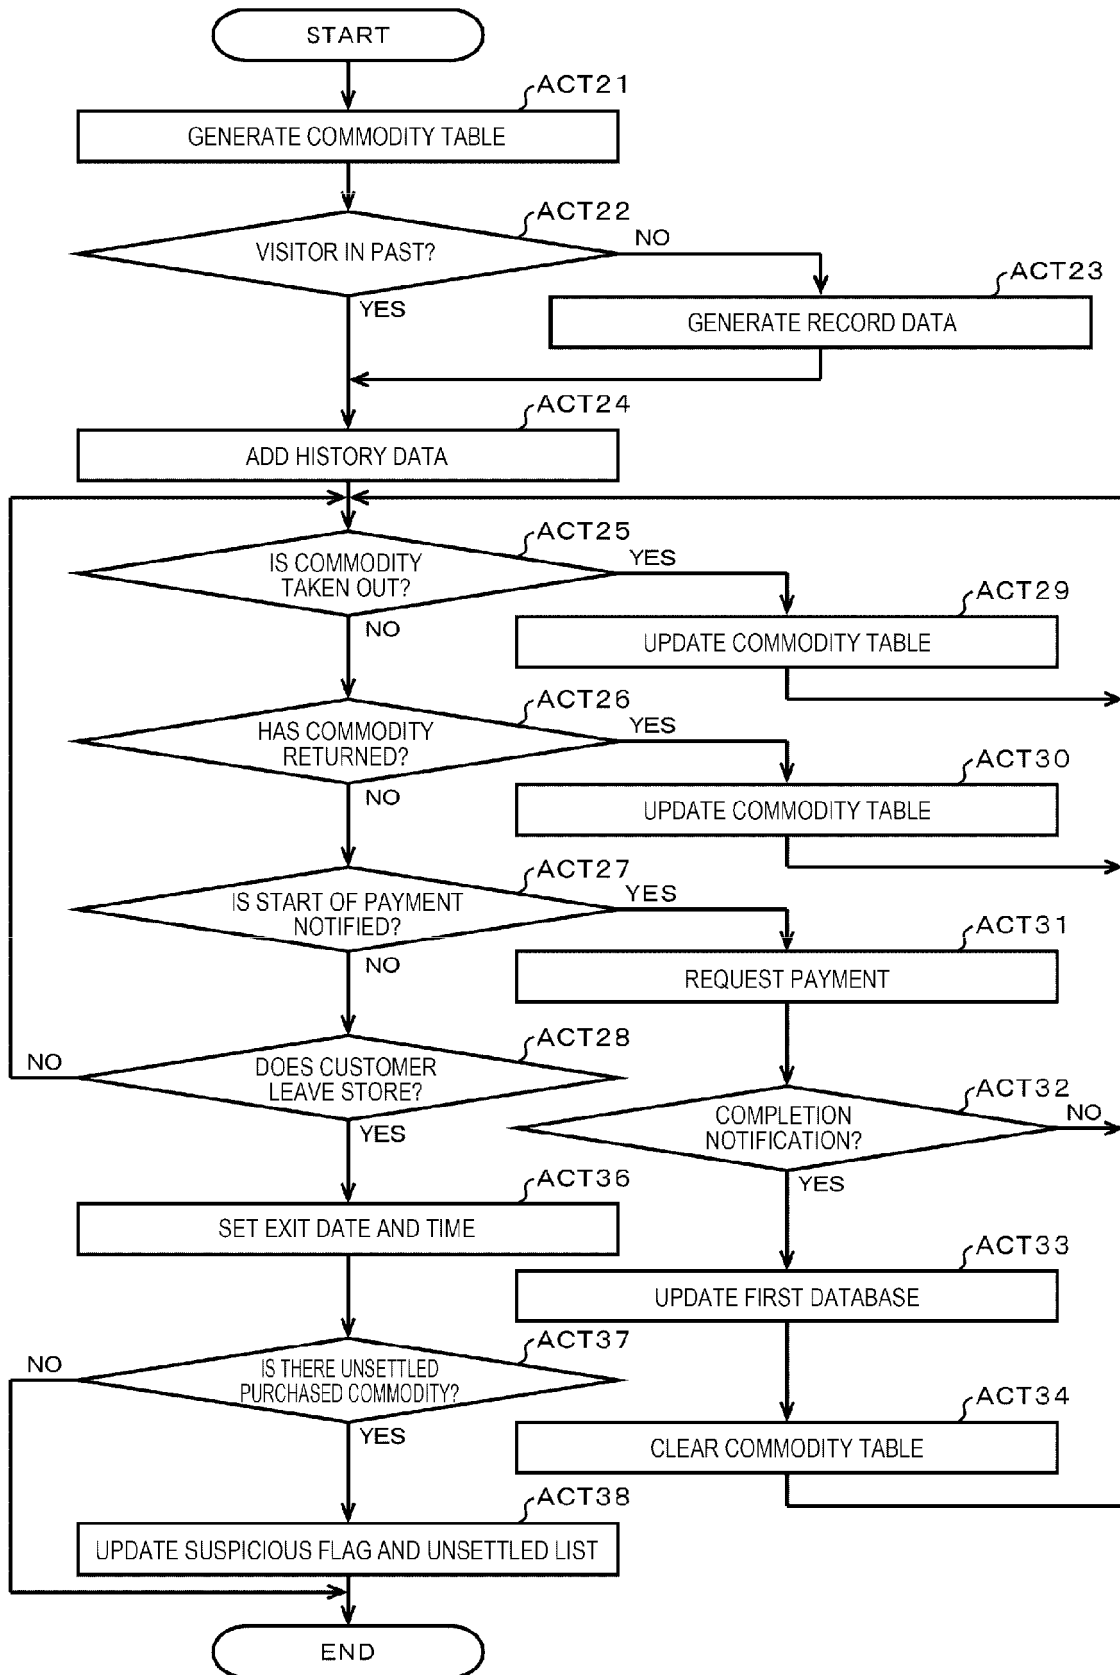 START
ACT21
GENERATE COMMODITY TABLE
ACT22
VISITOR IN PAST?
NO
YES
ACT23
GENERATE RECORD DATA
ACT24
ADD HISTORY DATA
ACT25
IS COMMODITY
TAKEN OUT?
YES
NO
ACT29
UPDATE COMMODITY TABLE
ACT26
HAS COMMODITY
RETURNED?
YES
NO
ACT30
UPDATE COMMODITY TABLE
ACT27
IS START OF PAYMENT
NOTIFIED?
YES
NO
ACT31
REQUEST PAYMENT
ACT28
DOES CUSTOMER
LEAVE STORE?
NO
YES
ACT32
COMPLETION
NOTIFICATION?
NO
YES
ACT36
SET EXIT DATE AND TIME
ACT33
UPDATE FIRST DATABASE
ACT37
IS THERE UNSETTLED
PURCHASED COMMODITY?
NO
YES
ACT34
CLEAR COMMODITY TABLE
ACT38
UPDATE SUSPICIOUS FLAG AND UNSETTLED LIST
END